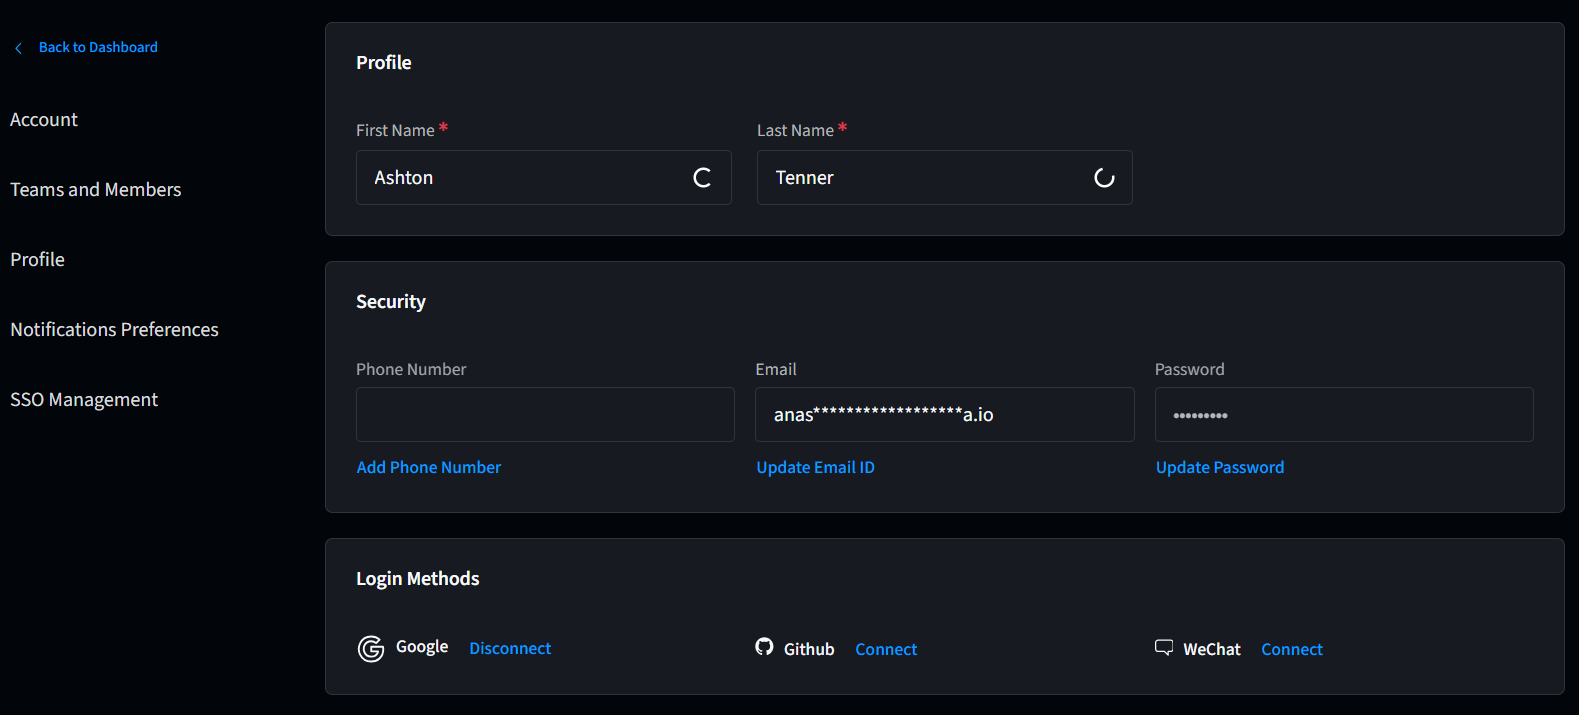 Back to Dashboard
Account
Teams and Members
Profile
Notifications Preferences
SSO Management
Profile
First Name *
Last Name *
Ashton
Tenner
Security
Phone Number
Email
Password
anas******************a.io
•••••••••
Add Phone Number
Update Email ID
Update Password
Login Methods
Google Disconnect
Github Connect
WeChat Connect